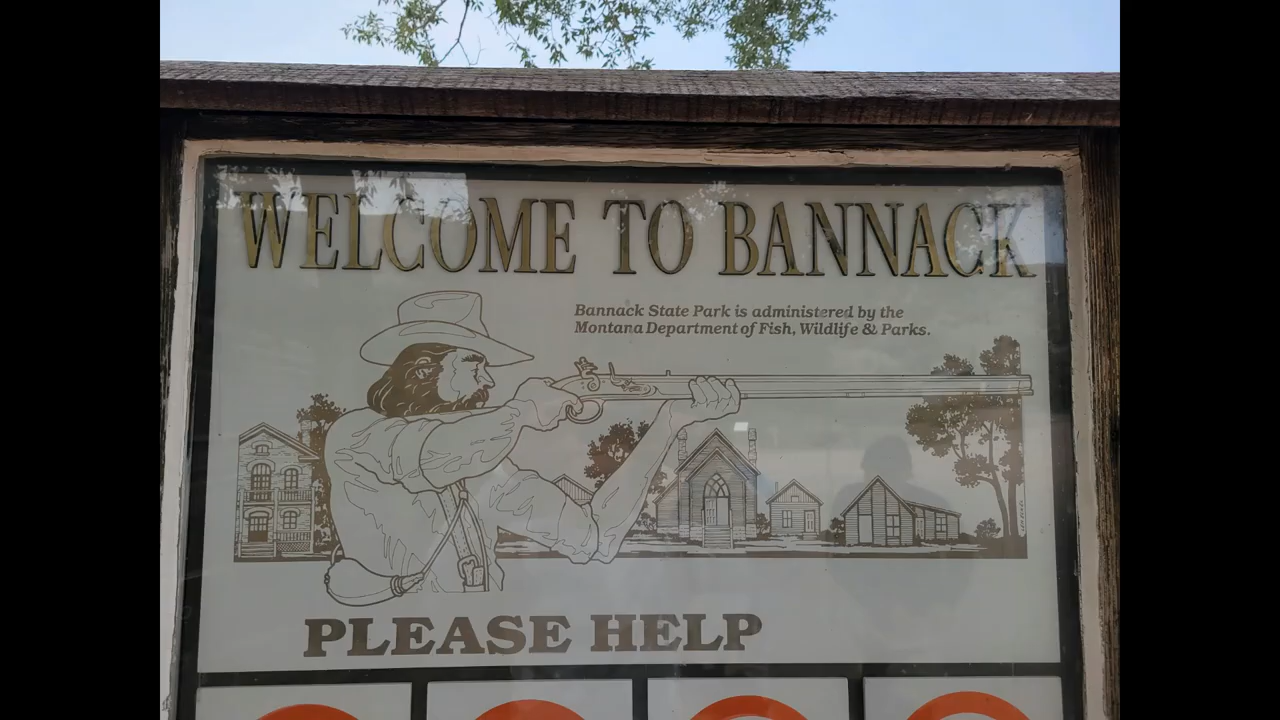 WELCOME TO BANNACK
Bannack State Park is administered by the
Montana Department of Fish, Wildlife & Parks.
PLEASE HELP